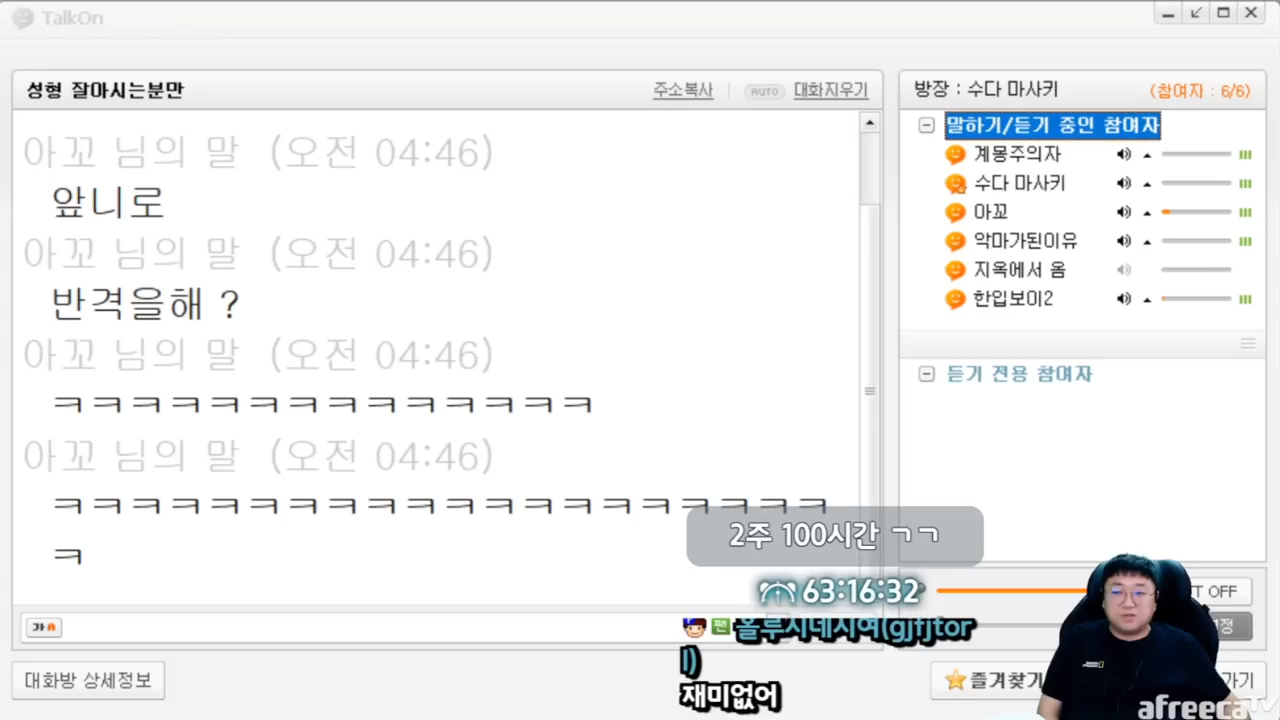 TalkOn
성형 잘아시는분만
주소복사
AUTO
대화지우기
아꼬 님의 말 (오전 04:46)
앞니로
아꼬 님의 말 (오전 04:46)
반격을해 ?
아꼬 님의 말 (오전 04:46)
ㅋㅋㅋㅋㅋㅋㅋㅋㅋㅋㅋㅋㅋㅋ
아꼬 님의 말 (오전 04:46)
ㅋㅋㅋㅋㅋㅋㅋㅋㅋㅋㅋㅋㅋㅋㅋㅋㅋㅋㅋㅋ
ㅋ
가
대화방 상세정보
방장 : 수다 마사키
(참여자 : 6/6)
말하기/듣기 중인 참여자
계몽주의자
수다 마사키
아꼬
악마가된이유
지옥에서 옴
한입보이2
듣기 전용 참여자
2주 100시간 ㄱㄱ
63:16:32
OFF
팬 홀루시네시여(gjfjtor
l)
재미없어
즐겨찾기
가기
afreecaTV